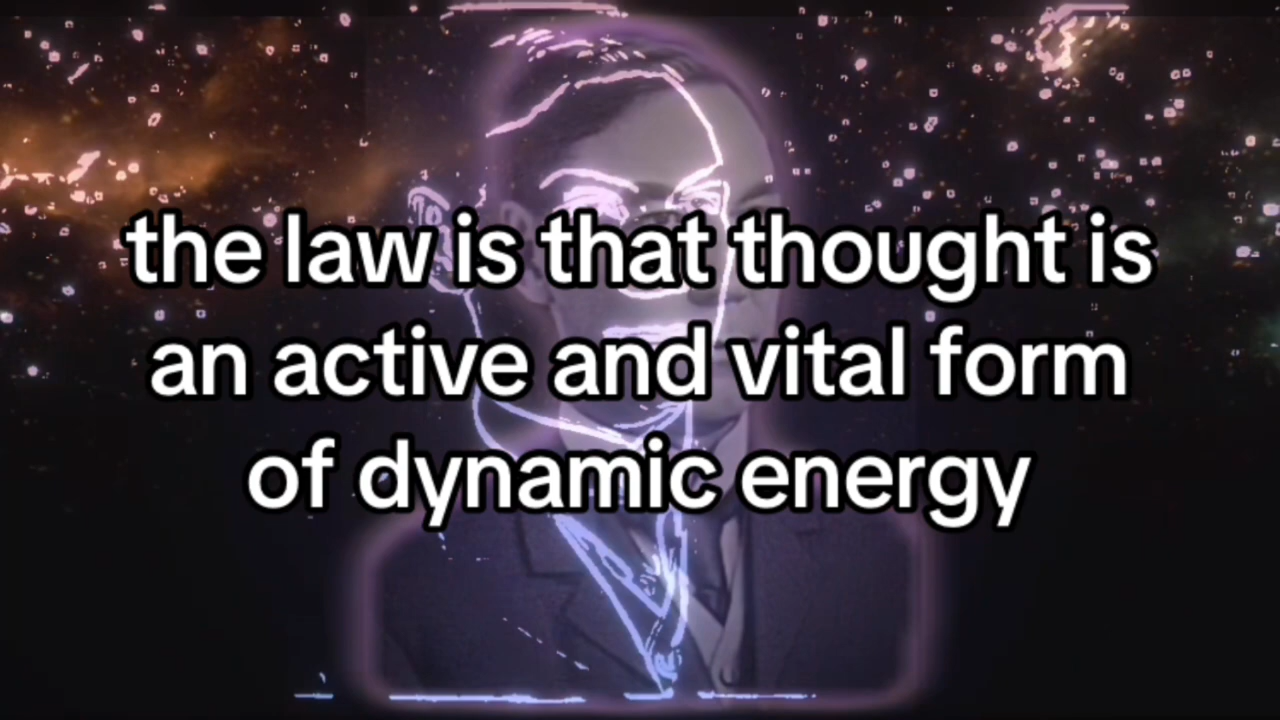 the law is that thought is
an active and vital form
of dynamic energy